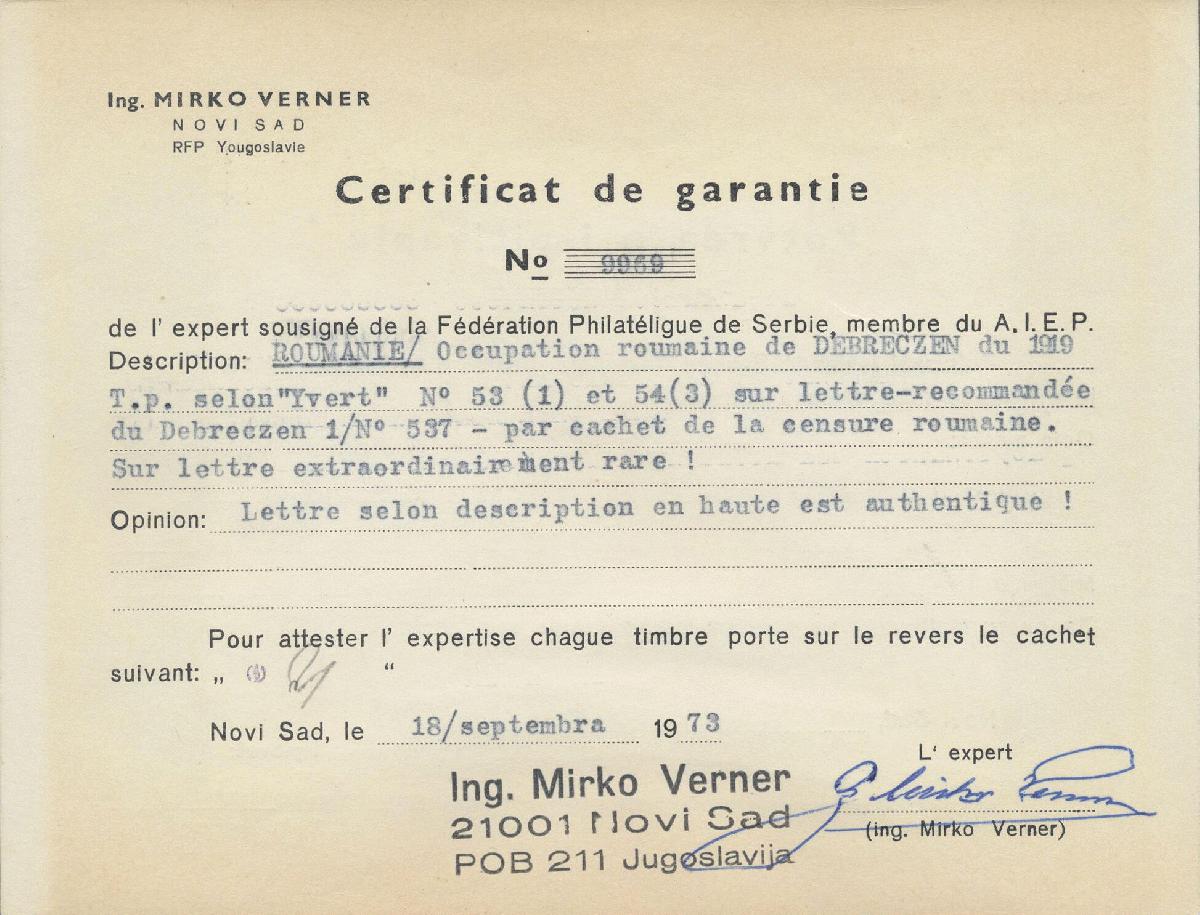 Ing. MIRKO VERNER
NOVI SAD
RFP Yougoslavie
Certificat de garantie
No 9969
de l' expert sousigné de la Fédération Philatéligue de Serbie, membre du A. I. E. P.
Description: ROUMANIE/ Occupation roumaine de DEBRECZEN du 1919
T.p. selon"Yvert" Nº 53 (1) et 54(3) sur lettre-recommandée
du Debreczen 1/Nº 537 - par cachet de la censure roumaine.
Sur lettre extraordinairement rare !
Opinion: Lettre selon description en haute est authentique !
Pour attester l' expertise chague timbre porte sur le revers le cachet
suivant: „ “
Novi Sad, le 18/septembra 1973
L' expert
Ing. Mirko Verner
21001 Novi Sad
POB 211 Jugoslavija
(ing. Mirko Verner)